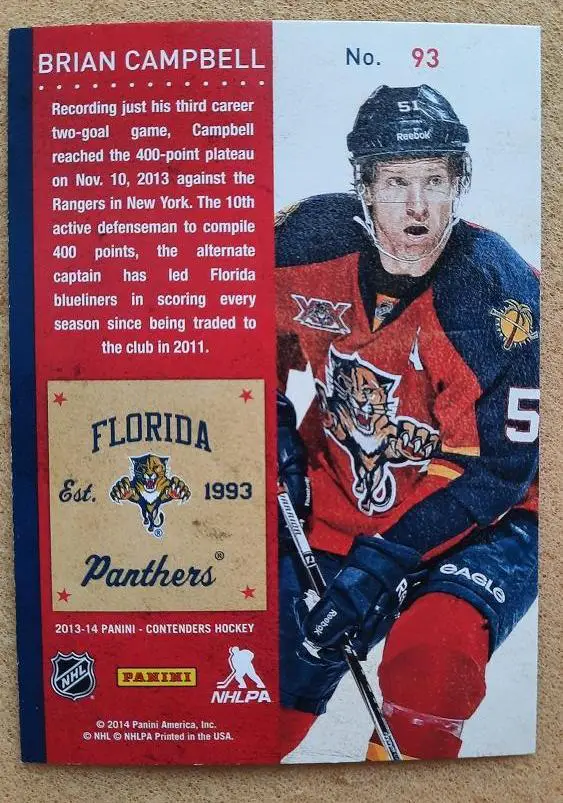 BRIAN CAMPBELL
No. 93
Recording just his third career
two-goal game, Campbell
reached the 400-point plateau
on Nov. 10, 2013 against the
Rangers in New York. The 10th
active defenseman to compile
400 points, the alternate
captain has led Florida
blueliners in scoring every
season since being traded to
the club in 2011.
51
Reebok
XX
A
51
FLORIDA
Est. 1993
®
Panthers®
EAGLE
Reebok
2013-14 PANINI - CONTENDERS HOCKEY
NHL
PANINI
NHLPA
© 2014 Panini America, Inc.
© NHL © NHLPA Printed in the USA.